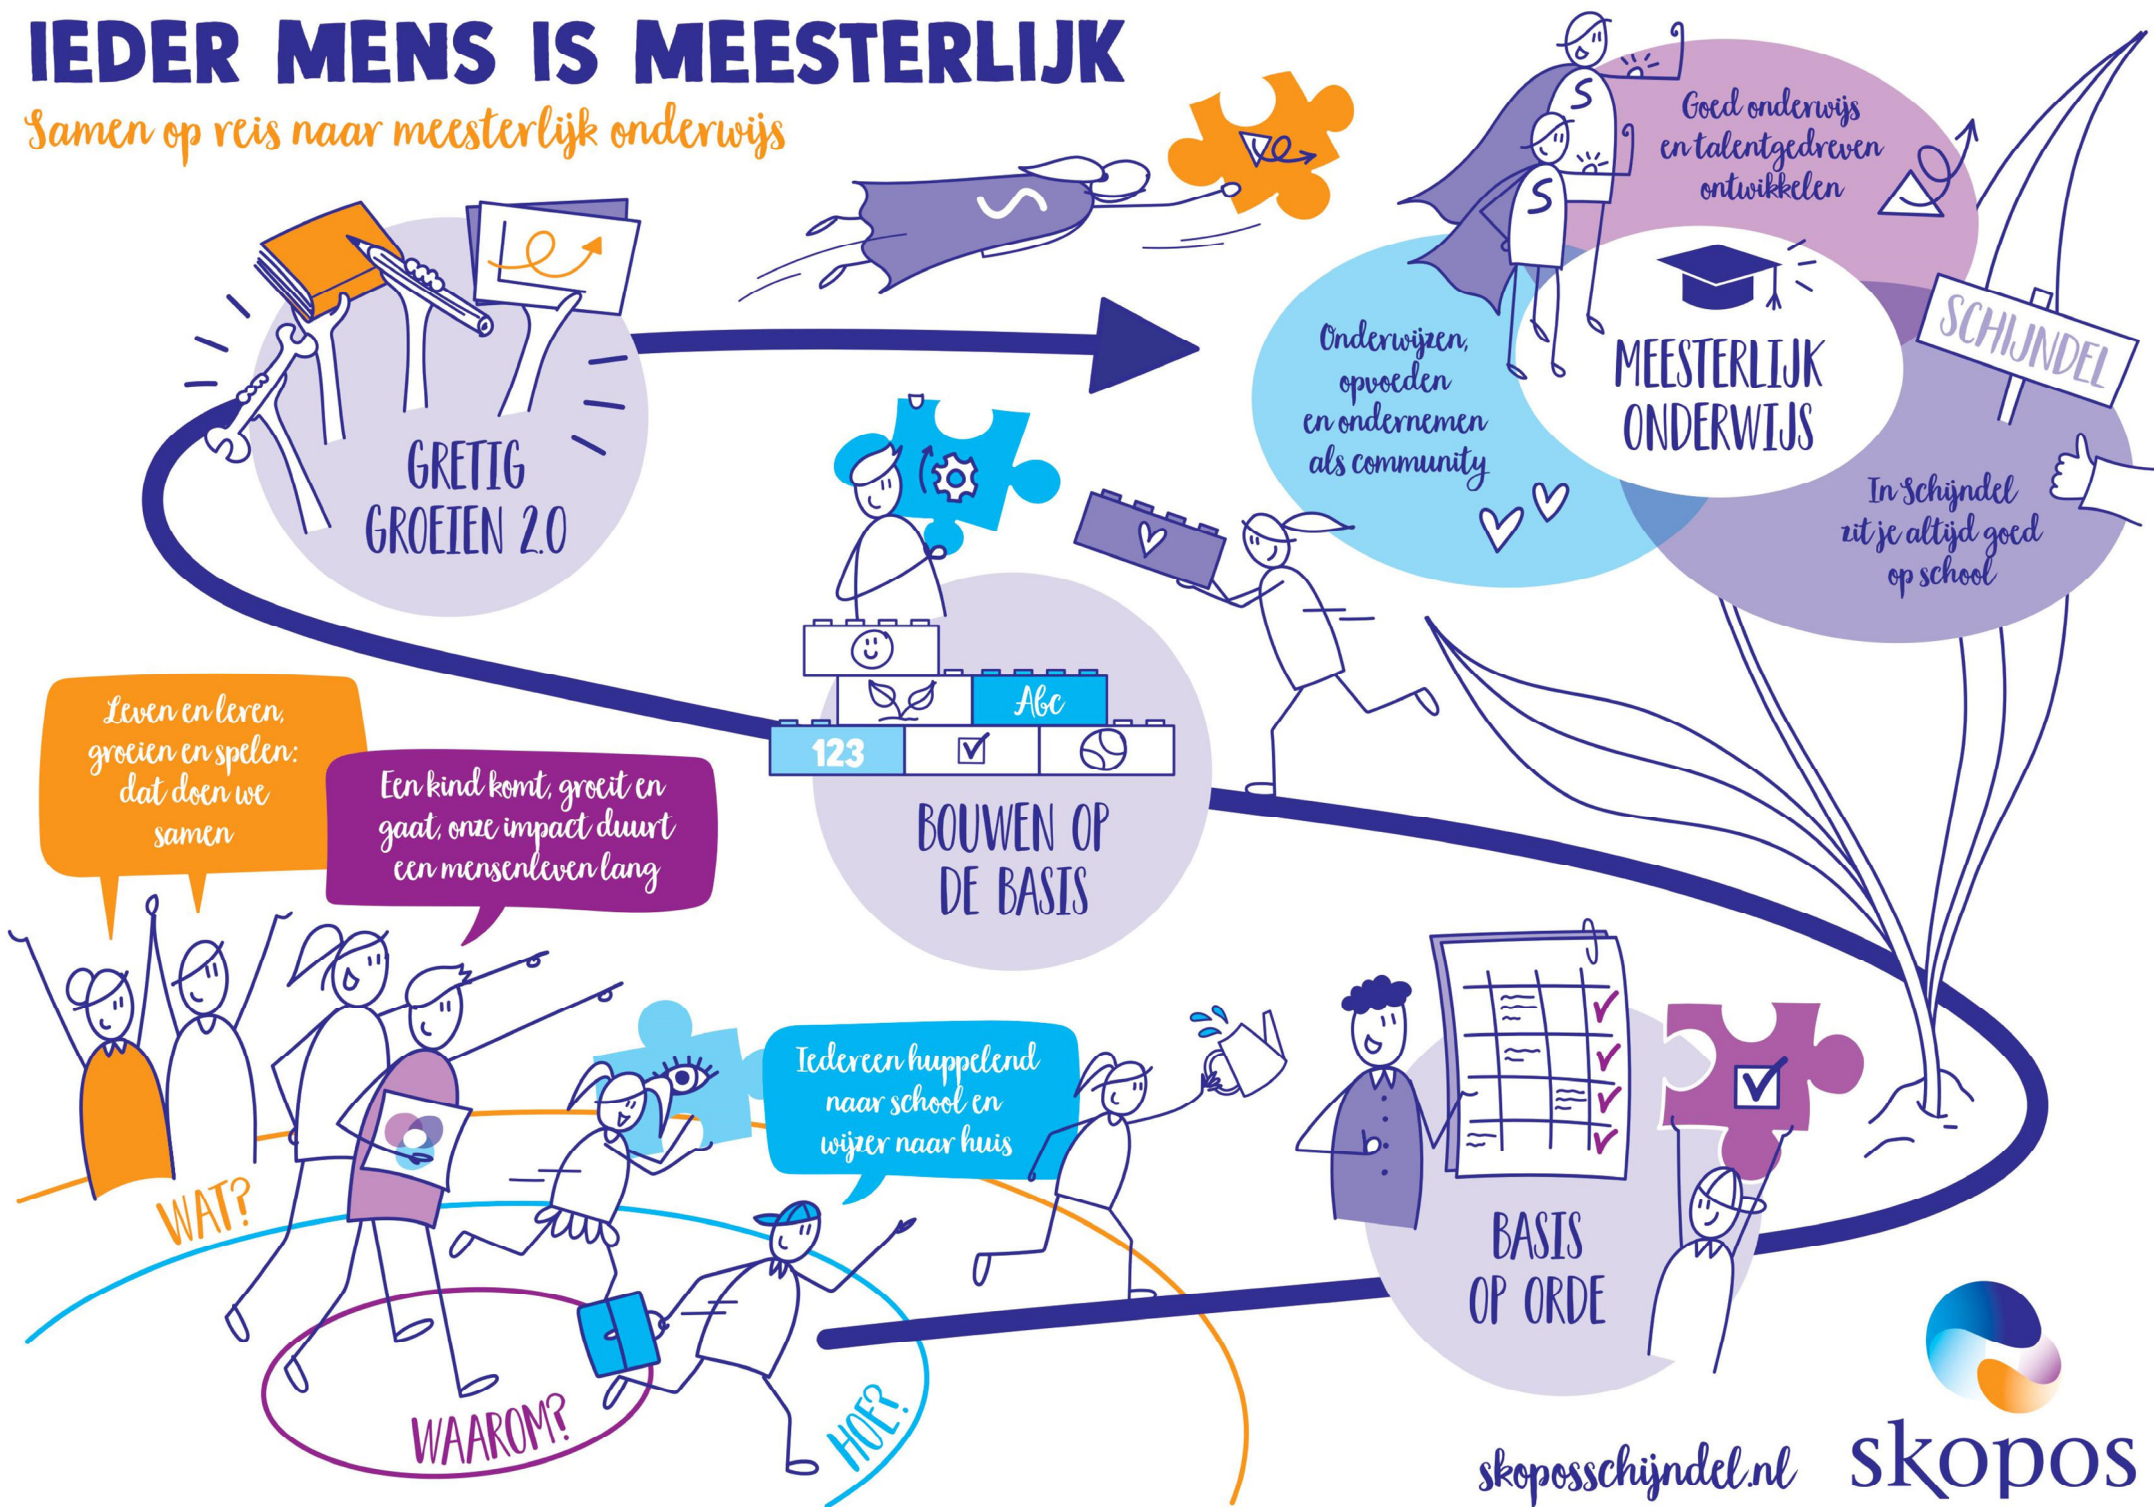 IEDER MENS IS MEESTERLIJK
Samen op reis naar meesterlijk onderwijs
GRETIG
GROEIEN 2.0
S
S
S
Goed onderwijs
en talentgedreven
ontwikkelen
Onderwijzen,
opvoeden
en ondernemen
als community
MEESTERLIJK
ONDERWIJS
SCHIJNDEL
In Schijndel
zit je altijd goed
op school
Abc
123
BOUWEN OP
DE BASIS
Leven en leren,
groeien en spelen:
dat doen we
samen
Een kind komt, groeit en
gaat, onze impact duurt
een mensenleven lang
Iedereen huppelend
naar school en
wijzer naar huis
WAT?
WAAROM?
HOE?
BASIS
OP ORDE
skoposschijndel.nl
skopos